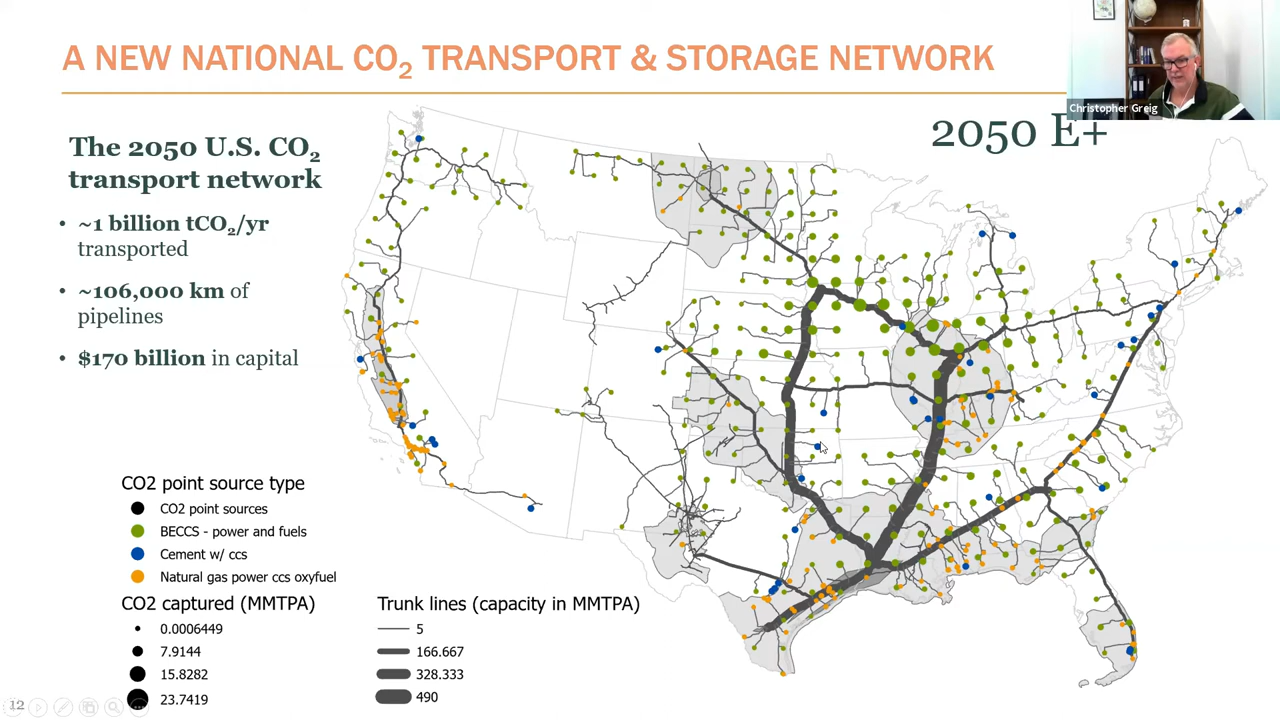 A NEW NATIONAL CO2 TRANSPORT & STORAGE NETWORK
Christopher Greig
2050 E+
The 2050 U.S. CO2
transport network
• ~1 billion tCO2/yr
transported
• ~106,000 km of
pipelines
• $170 billion in capital
CO2 point source type
CO2 point sources
BECCS - power and fuels
Cement w/ ccs
Natural gas power ccs oxyfuel
CO2 captured (MMTPA)
0.0006449
7.9144
15.8282
23.7419
Trunk lines (capacity in MMTPA)
5
166.667
328.333
490
12